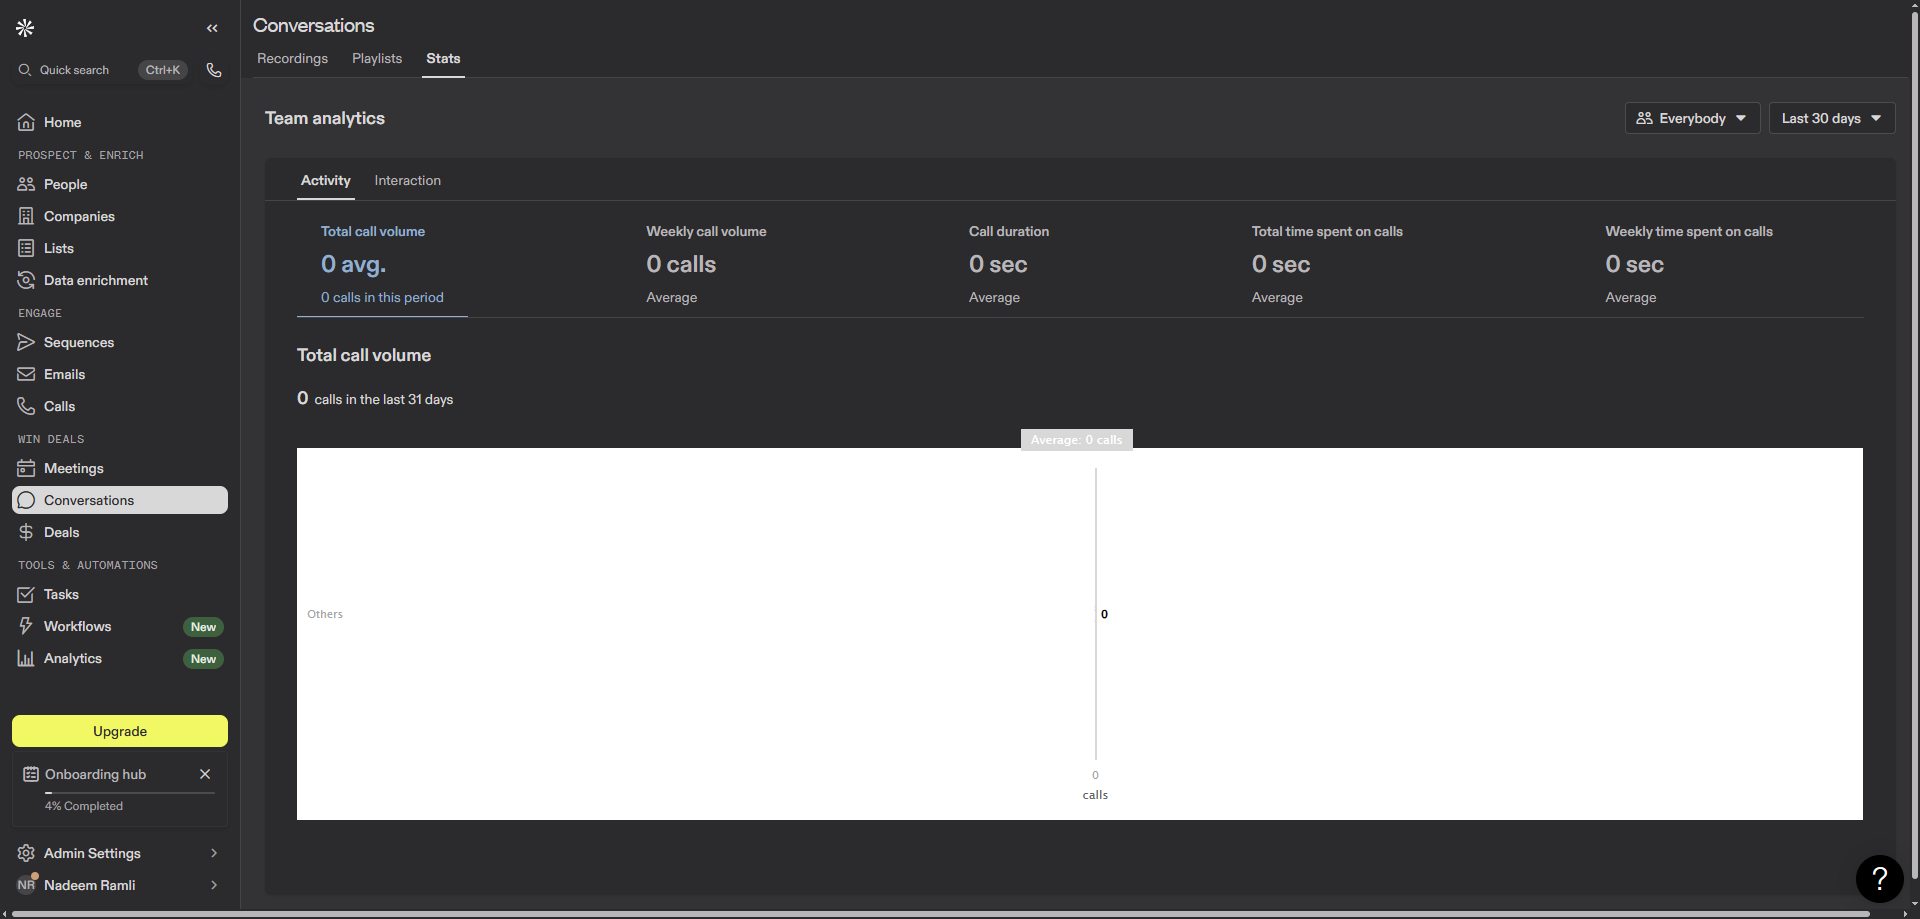 Quick search
Ctrl+K
Home
PROSPECT & ENRICH
People
Companies
Lists
Data enrichment
ENGAGE
Sequences
Emails
Calls
WIN DEALS
Meetings
Conversations
Deals
TOOLS & AUTOMATIONS
Tasks
Workflows New
Analytics New
Upgrade
Onboarding hub
4% Completed
Admin Settings
NR Nadeem Ramli
Conversations
Recordings Playlists Stats
Team analytics
Everybody Last 30 days
Activity Interaction
Total call volume
0 avg.
0 calls in this period
Weekly call volume
0 calls
Average
Call duration
0 sec
Average
Total time spent on calls
0 sec
Average
Weekly time spent on calls
0 sec
Average
Total call volume
0 calls in the last 31 days
Average: 0 calls
Others
0
0
calls
?